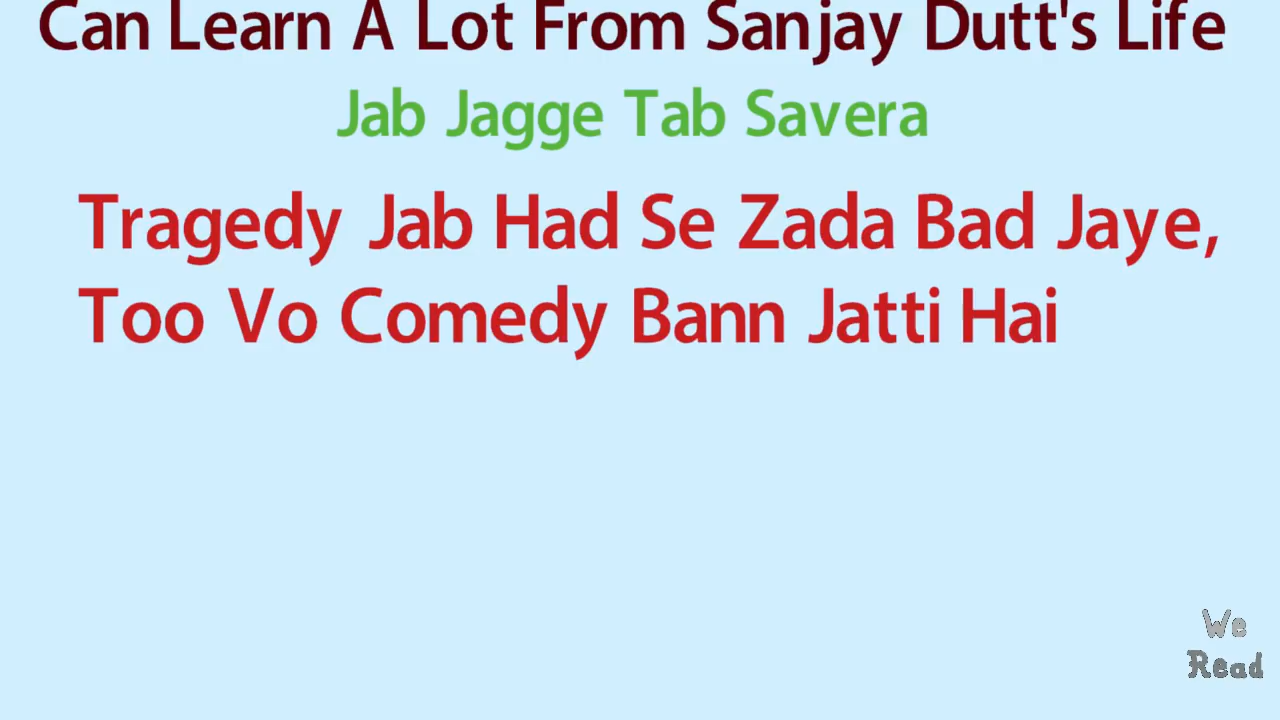 Can Learn A Lot From Sanjay Dutt's Life
Jab Jagge Tab Savera
Tragedy Jab Had Se Zada Bad Jaye,
Too Vo Comedy Bann Jatti Hai
We
Read